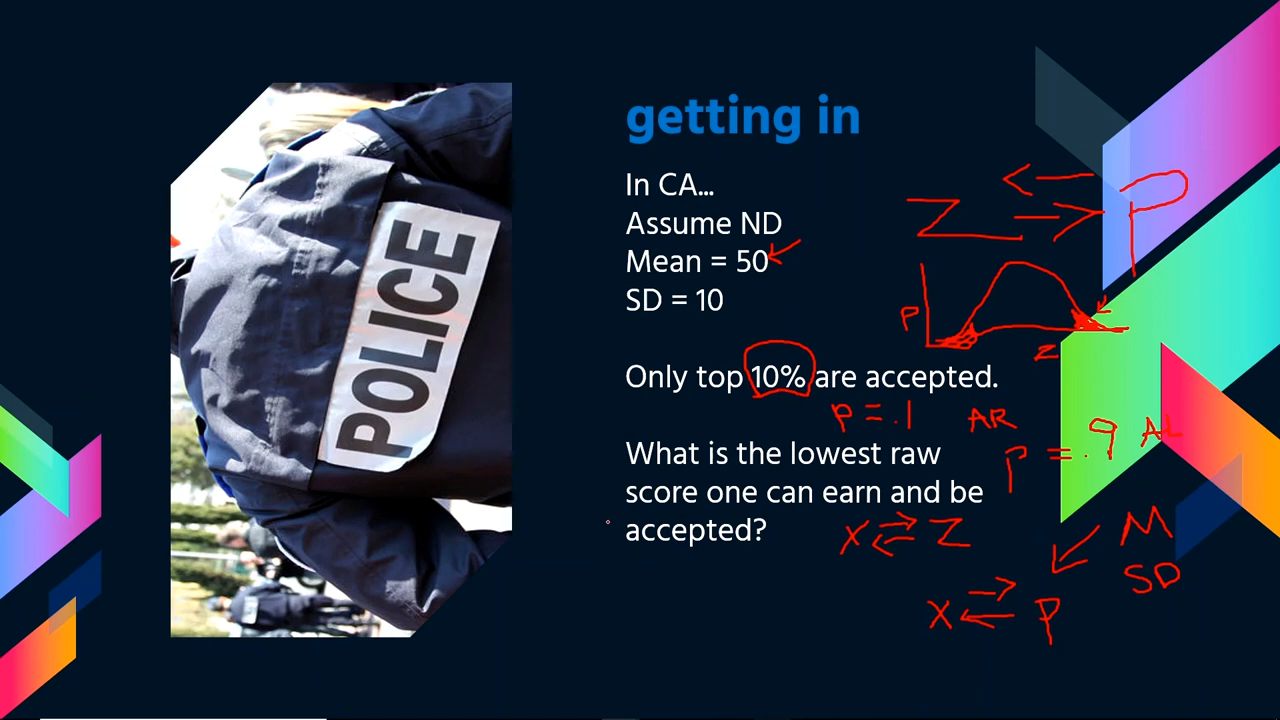 POLICE
getting in
In CA...
Assume ND
Mean = 50
SD = 10
Z ⇄ P
P
Z
Only top 10% are accepted.
p = .1 AR
P = .9 AL
What is the lowest raw
score one can earn and be
accepted?
X ⇄ Z
M
SD
X ⇄ P